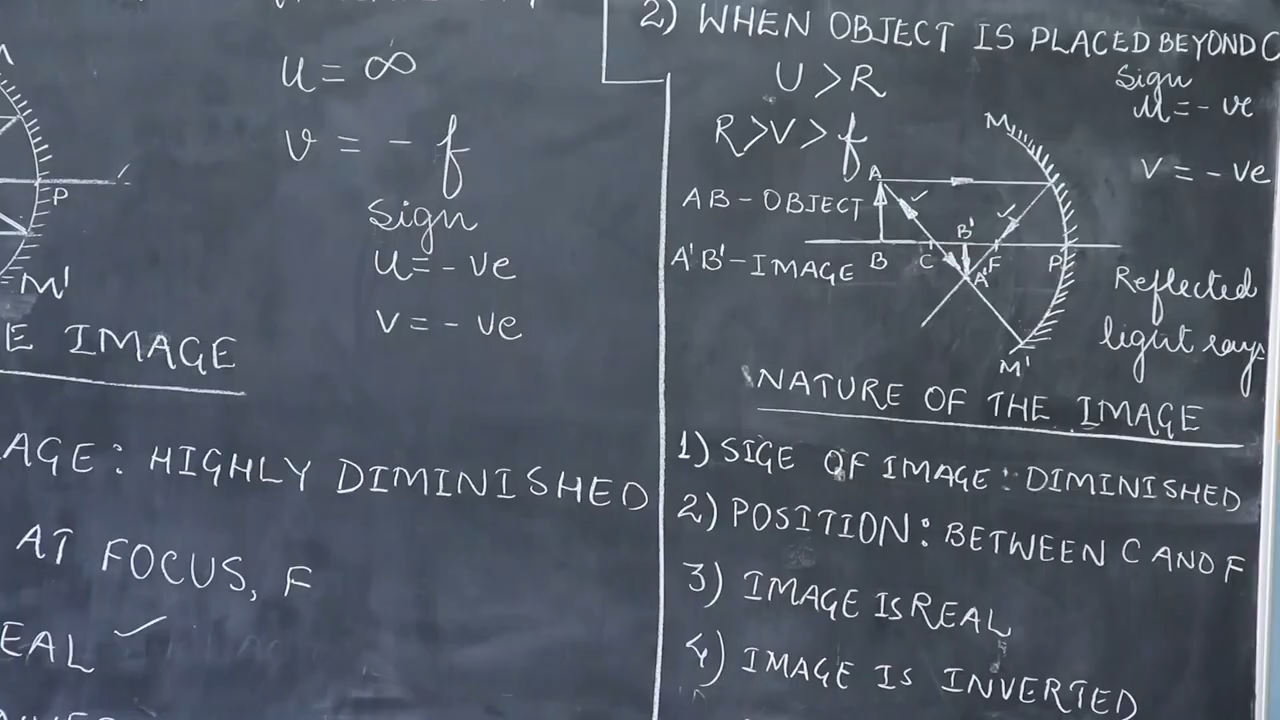 u = ∞
v = - f
P
Sign
u = - ve
v = - ve
M'
E IMAGE
AGE : HIGHLY DIMINISHED
AT FOCUS, F
EAL ✓
2) WHEN OBJECT IS PLACED BEYOND C
U > R
R > V > f
Sign
u = - ve
v = - ve
M
A
AB - OBJECT
B'
A'B' - IMAGE
B C A' F P
M'
Reflected
light rays
NATURE OF THE IMAGE
1) SIGE OF IMAGE : DIMINISHED
2) POSITION : BETWEEN C AND F
3) IMAGE IS REAL
4) IMAGE IS INVERTED